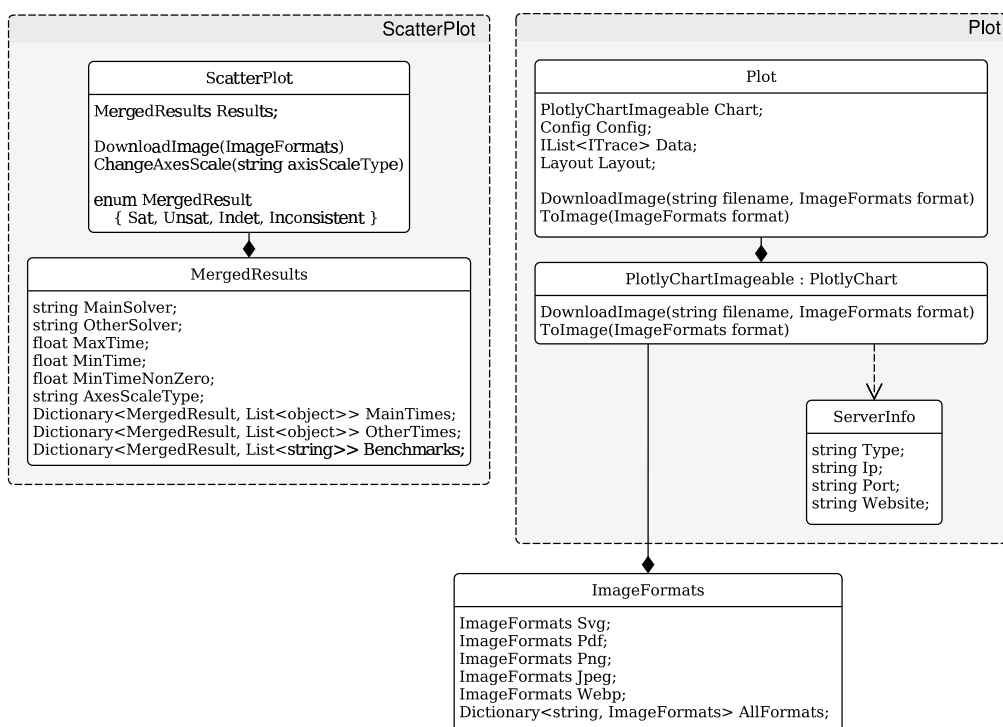 ScatterPlot
ScatterPlot
MergedResults Results;
DownloadImage(ImageFormats)
ChangeAxesScale(string axisScaleType)
enum MergedResult
{ Sat, Unsat, Indet, Inconsistent }
MergedResults
string MainSolver;
string OtherSolver;
float MaxTime;
float MinTime;
float MinTimeNonZero;
string AxesScaleType;
Dictionary<MergedResult, List<object>> MainTimes;
Dictionary<MergedResult, List<object>> OtherTimes;
Dictionary<MergedResult, List<string>> Benchmarks;
Plot
Plot
PlotlyChartImageable Chart;
Config Config;
IList<ITrace> Data;
Layout Layout;
DownloadImage(string filename, ImageFormats format)
ToImage(ImageFormats format)
PlotlyChartImageable : PlotlyChart
DownloadImage(string filename, ImageFormats format)
ToImage(ImageFormats format)
ServerInfo
string Type;
string Ip;
string Port;
string Website;
ImageFormats
ImageFormats Svg;
ImageFormats Pdf;
ImageFormats Png;
ImageFormats Jpeg;
ImageFormats Webp;
Dictionary<string, ImageFormats> AllFormats;